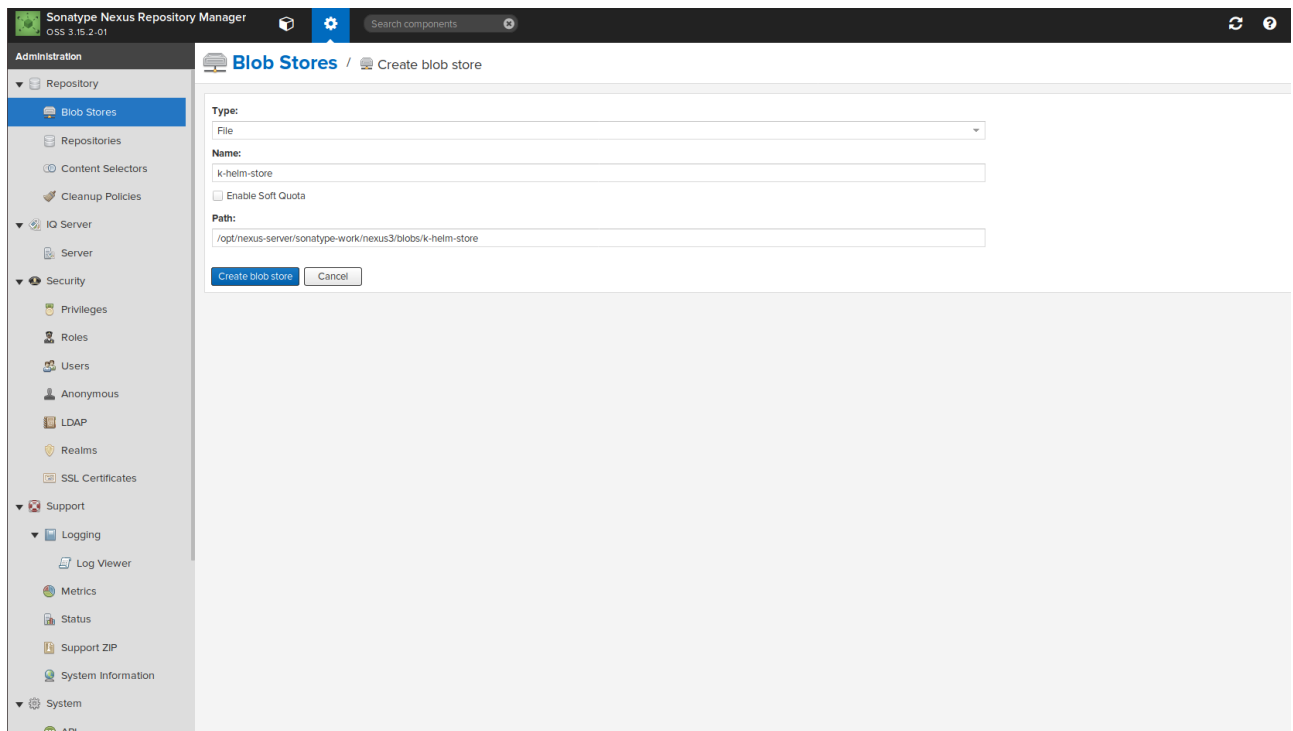 Sonatype Nexus Repository Manager
OSS 3.15.2-01
Search components
Administration
Repository
Blob Stores
Repositories
Content Selectors
Cleanup Policies
IQ Server
Server
Security
Privileges
Roles
Users
Anonymous
LDAP
Realms
SSL Certificates
Support
Logging
Log Viewer
Metrics
Status
Support ZIP
System Information
System
API
Blob Stores / Create blob store
Type:
File
Name:
k-helm-store
Enable Soft Quota
Path:
/opt/nexus-server/sonatype-work/nexus3/blobs/k-helm-store
Create blob store Cancel